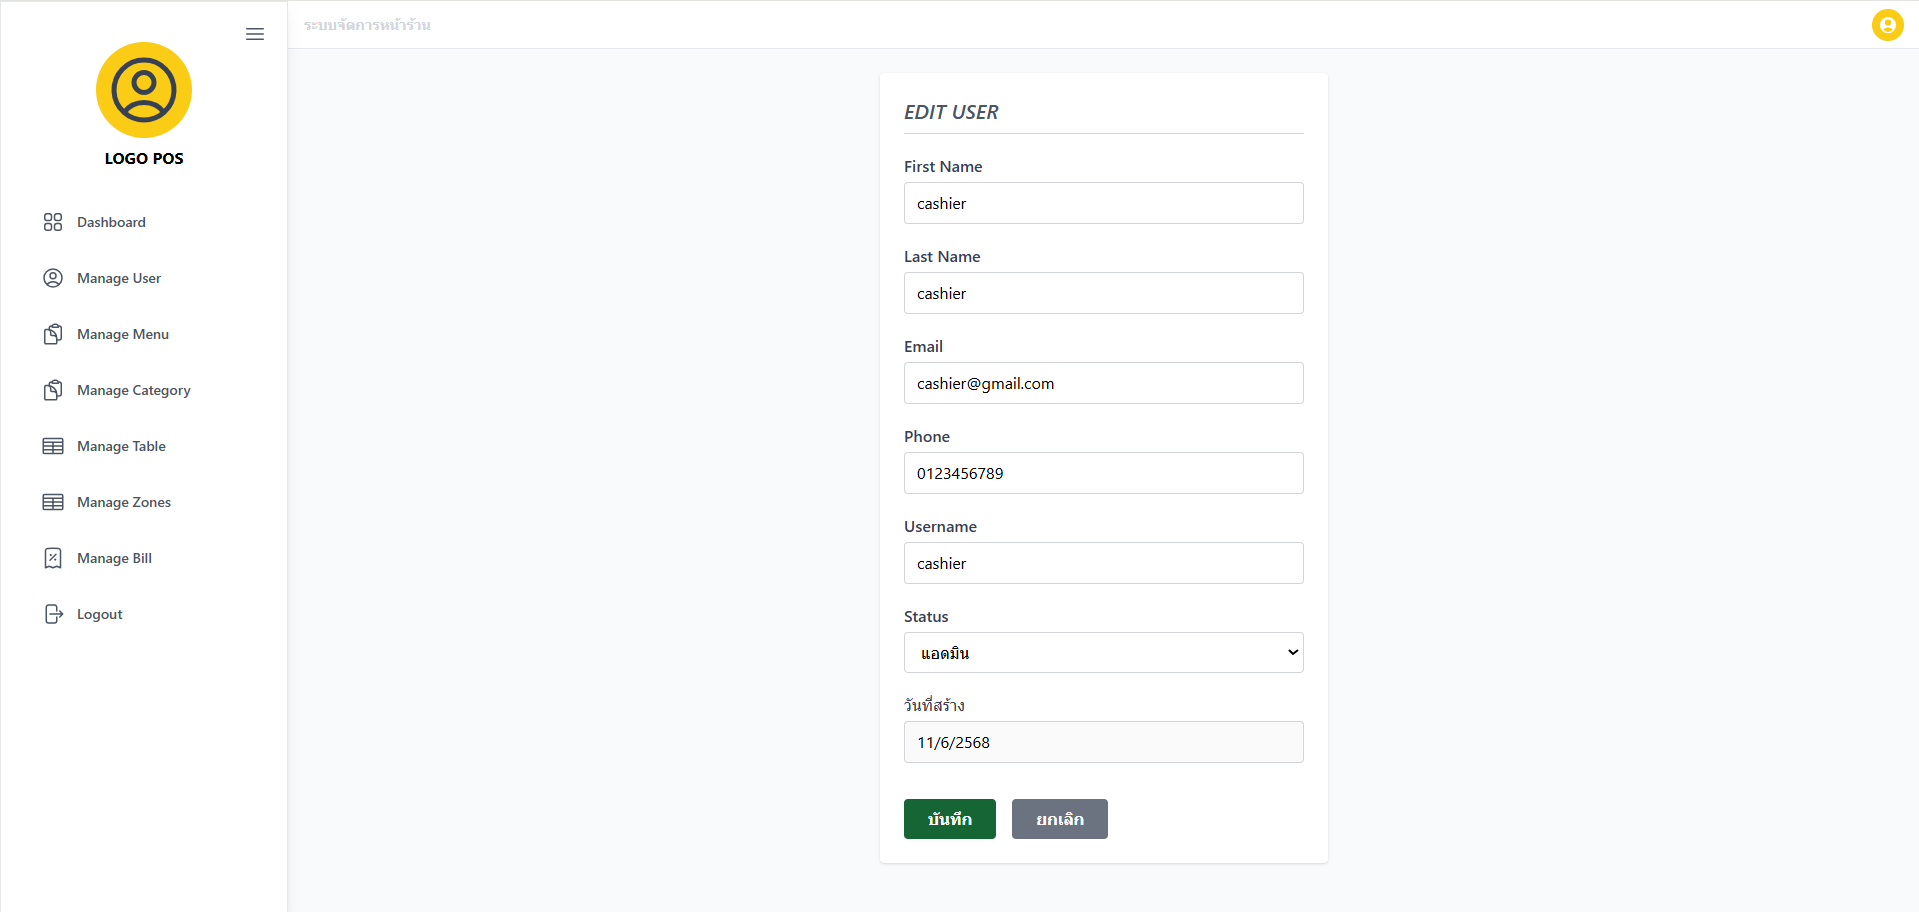 ระบบจัดการหน้าร้าน
LOGO POS
Dashboard
Manage User
Manage Menu
Manage Category
Manage Table
Manage Zones
Manage Bill
Logout
EDIT USER
First Name
cashier
Last Name
cashier
Email
cashier@gmail.com
Phone
0123456789
Username
cashier
Status
แอดมิน
วันที่สร้าง
11/6/2568
บันทึก ยกเลิก